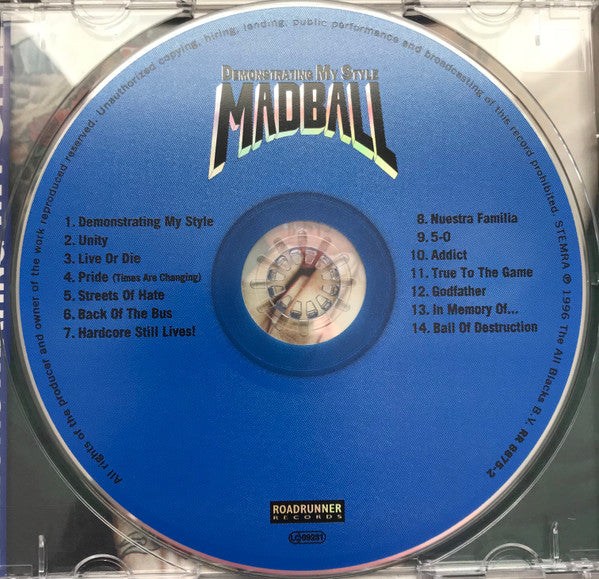 All rights of the producer and owner of the work reproduced reserved. Unauthorized copying, hiring, lending, public performance and broadcasting of this record prohibited. STEMRA ℗ 1996 The All Blacks B.V. RR 8875-2
DEMONSTRATING MY STYLE
MADBALL
1. Demonstrating My Style
2. Unity
3. Live Or Die
4. Pride (Times Are Changing)
5. Streets Of Hate
6. Back Of The Bus
7. Hardcore Still Lives!
8. Nuestra Familia
9. 5-0
10. Addict
11. True To The Game
12. Godfather
13. In Memory Of...
14. Ball Of Destruction
ROADRUNNER
RECORDS
LC 09231